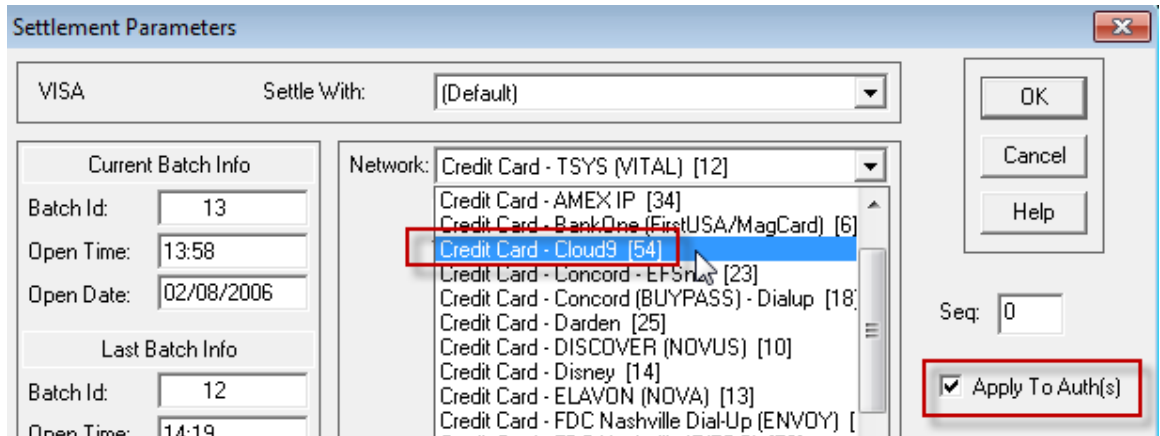 Settlement Parameters
VISA Settle With: (Default)
OK
Cancel
Help
Current Batch Info
Batch Id: 13
Open Time: 13:58
Open Date: 02/08/2006
Last Batch Info
Batch Id: 12
Open Time: 14:19
Network: Credit Card - TSYS (VITAL) [12]
Credit Card - AMEX IP [34]
Credit Card - BankOne (FirstUSA/MagCard) [6]
Credit Card - Cloud9 [54]
Credit Card - Concord - [23]
Credit Card - Concord (BUYPASS) - Dialup [18]
Credit Card - Darden [25]
Credit Card - DISCOVER (NOVUS) [10]
Credit Card - Disney [14]
Credit Card - ELAVON (NOVA) [13]
Credit Card - FDC Nashville Dial-Up (ENVOY) [
Seq: 0
Apply To Auth(s)